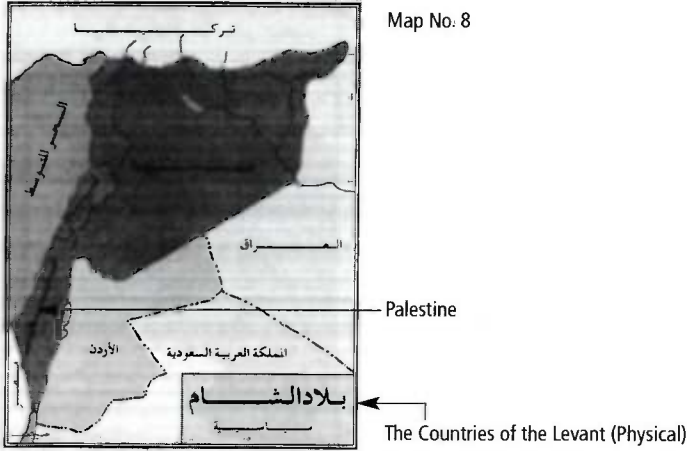 Map No. 8
تركيا
البحر المتوسط
العراق
Palestine
الأردن
المملكة العربية السعودية
بلاد الشام
سياسية
The Countries of the Levant (Physical)